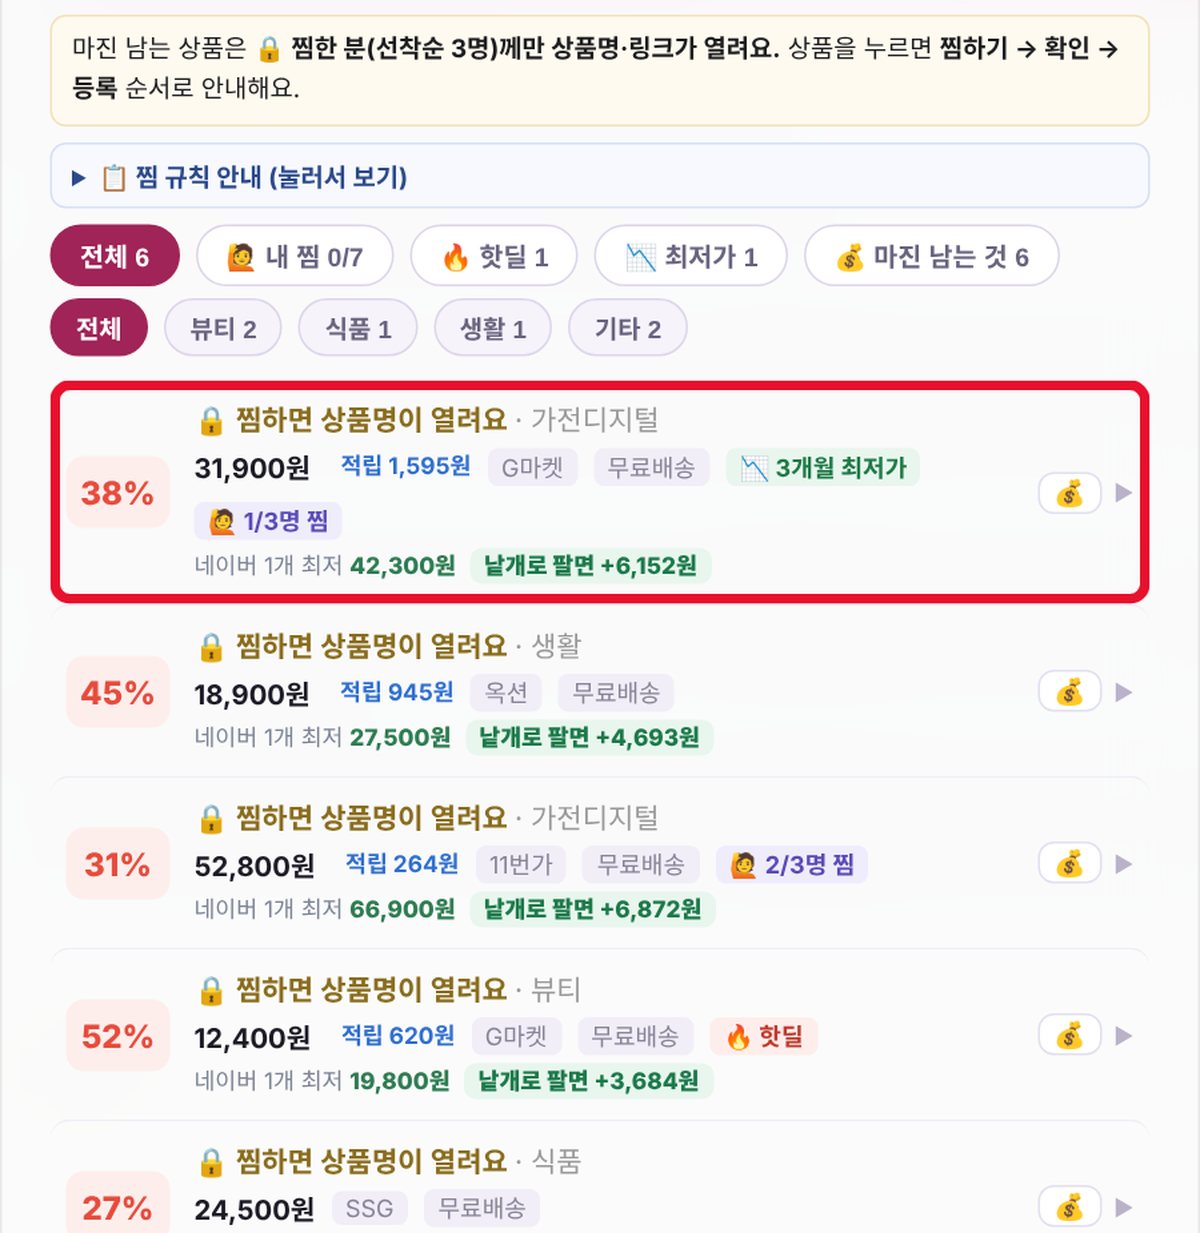 마진 남는 상품은 🔒 찜한 분(선착순 3명)께만 상품명·링크가 열려요. 상품을 누르면 찜하기 → 확인 →
등록 순서로 안내해요.
▶ 📋 찜 규칙 안내 (눌러서 보기)
전체 6 🙋 내 찜 0/7 🔥 핫딜 1 📉 최저가 1 💰 마진 남는 것 6
전체 뷰티 2 식품 1 생활 1 기타 2
🔒 찜하면 상품명이 열려요 · 가전디지털
31,900원 적립 1,595원 G마켓 무료배송 📉 3개월 최저가
38% 💰 ▶
🙋 1/3명 찜
네이버 1개 최저 42,300원 낱개로 팔면 +6,152원
🔒 찜하면 상품명이 열려요 · 생활
45% 18,900원 적립 945원 옥션 무료배송 💰 ▶
네이버 1개 최저 27,500원 낱개로 팔면 +4,693원
🔒 찜하면 상품명이 열려요 · 가전디지털
31% 52,800원 적립 264원 11번가 무료배송 🙋 2/3명 찜 💰 ▶
네이버 1개 최저 66,900원 낱개로 팔면 +6,872원
🔒 찜하면 상품명이 열려요 · 뷰티
52% 12,400원 적립 620원 G마켓 무료배송 🔥 핫딜 💰 ▶
네이버 1개 최저 19,800원 낱개로 팔면 +3,684원
🔒 찜하면 상품명이 열려요 · 식품
27% 24,500원 SSG 무료배송 💰 ▶